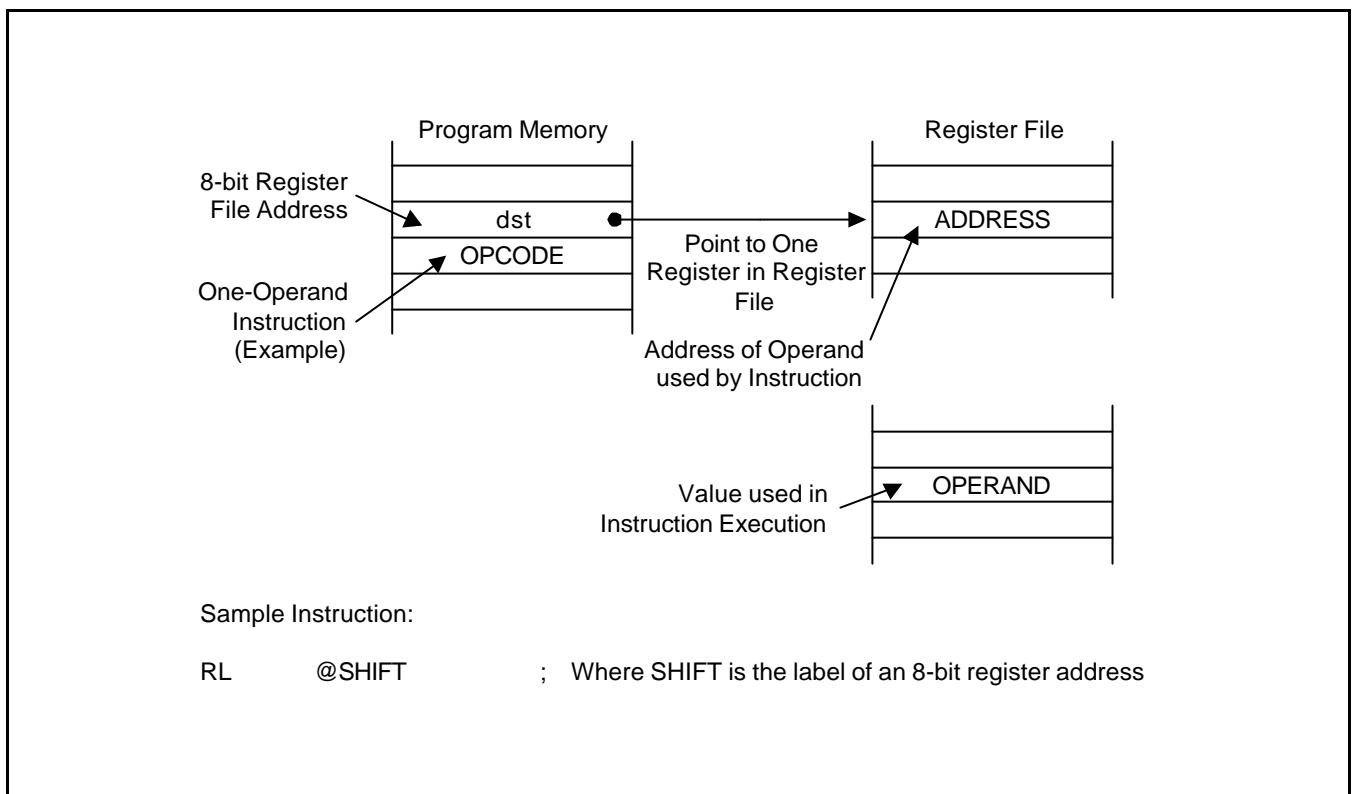 Program Memory
Register File
8-bit Register
File Address
dst
ADDRESS
OPCODE
Point to One
Register in Register
File
One-Operand
Instruction
(Example)
Address of Operand
used by Instruction
OPERAND
Value used in
Instruction Execution
Sample Instruction:
RL @SHIFT ; Where SHIFT is the label of an 8-bit register address